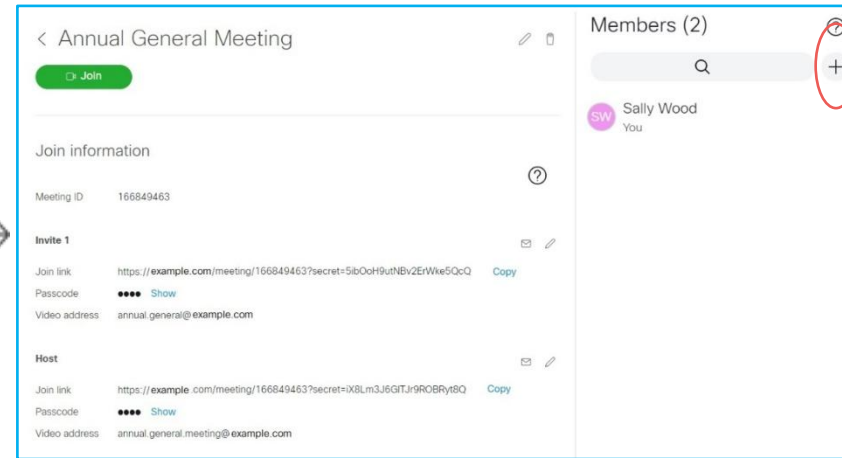 Annual General Meeting
Join
Join information
Meeting ID 166849463
Invite 1
Join link https://example.com/meeting/166849463?secret=5ibOoH9utNBv2ErWke5QcQ Copy
Passcode •••• Show
Video address annual.general@example.com
Host
Join link https://example.com/meeting/166849463?secret=iX8Lm3J6GITJr9ROBRyt8Q Copy
Passcode •••• Show
Video address annual.general.meeting@example.com
Members (2)
SW
Sally Wood
You